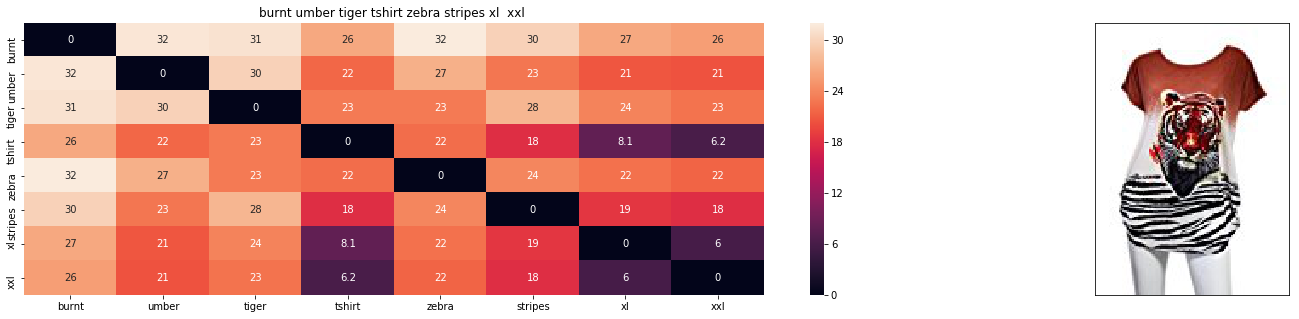 burnt umber tiger tshirt zebra stripes xl xxl
burnt 0 32 31 26 32 30 27 26
umber 32 0 30 22 27 23 21 21
tiger 31 30 0 23 23 28 24 23
tshirt 26 22 23 0 22 18 8.1 6.2
zebra 32 27 23 22 0 24 22 22
stripes 30 23 28 18 24 0 19 18
xl 27 21 24 8.1 22 19 0 6
xxl 26 21 23 6.2 22 18 6 0
burnt umber tiger tshirt zebra stripes xl xxl
30
24
18
12
6
0